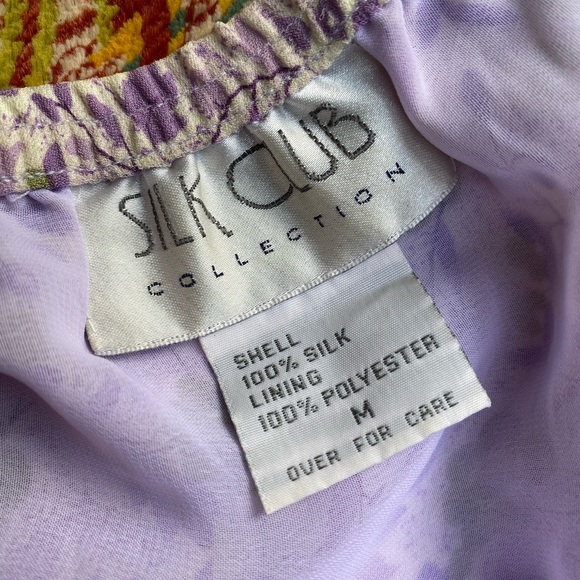 SILK CLUB
COLLECTION
SHELL
100% SILK
LINING
100% POLYESTER
M
OVER FOR CARE